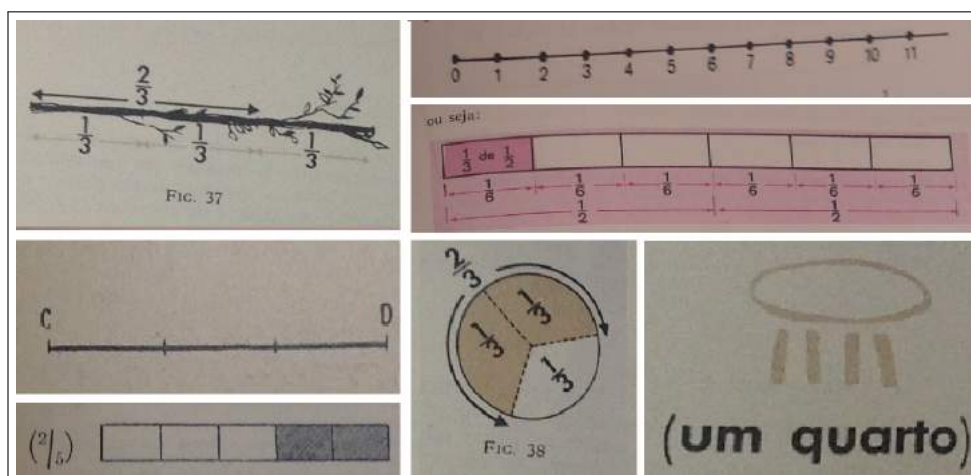 2/3
1/3 1/3 1/3
FIG. 37
0 1 2 3 4 5 6 7 8 9 10 11
ou seja:
1/3 de 1/2
1/6 1/6 1/6 1/6 1/6 1/6
1/2 1/2
C D
(2/5)
2/3
1/3
1/3
1/3
FIG. 38
(um quarto)